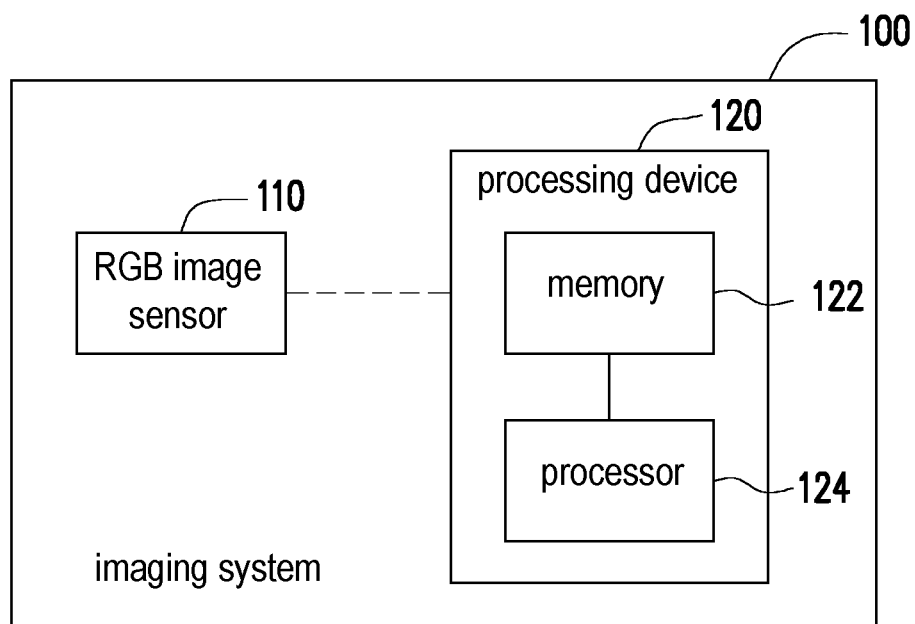 100
120
processing device
110
RGB image
sensor
memory
122
processor
124
imaging system